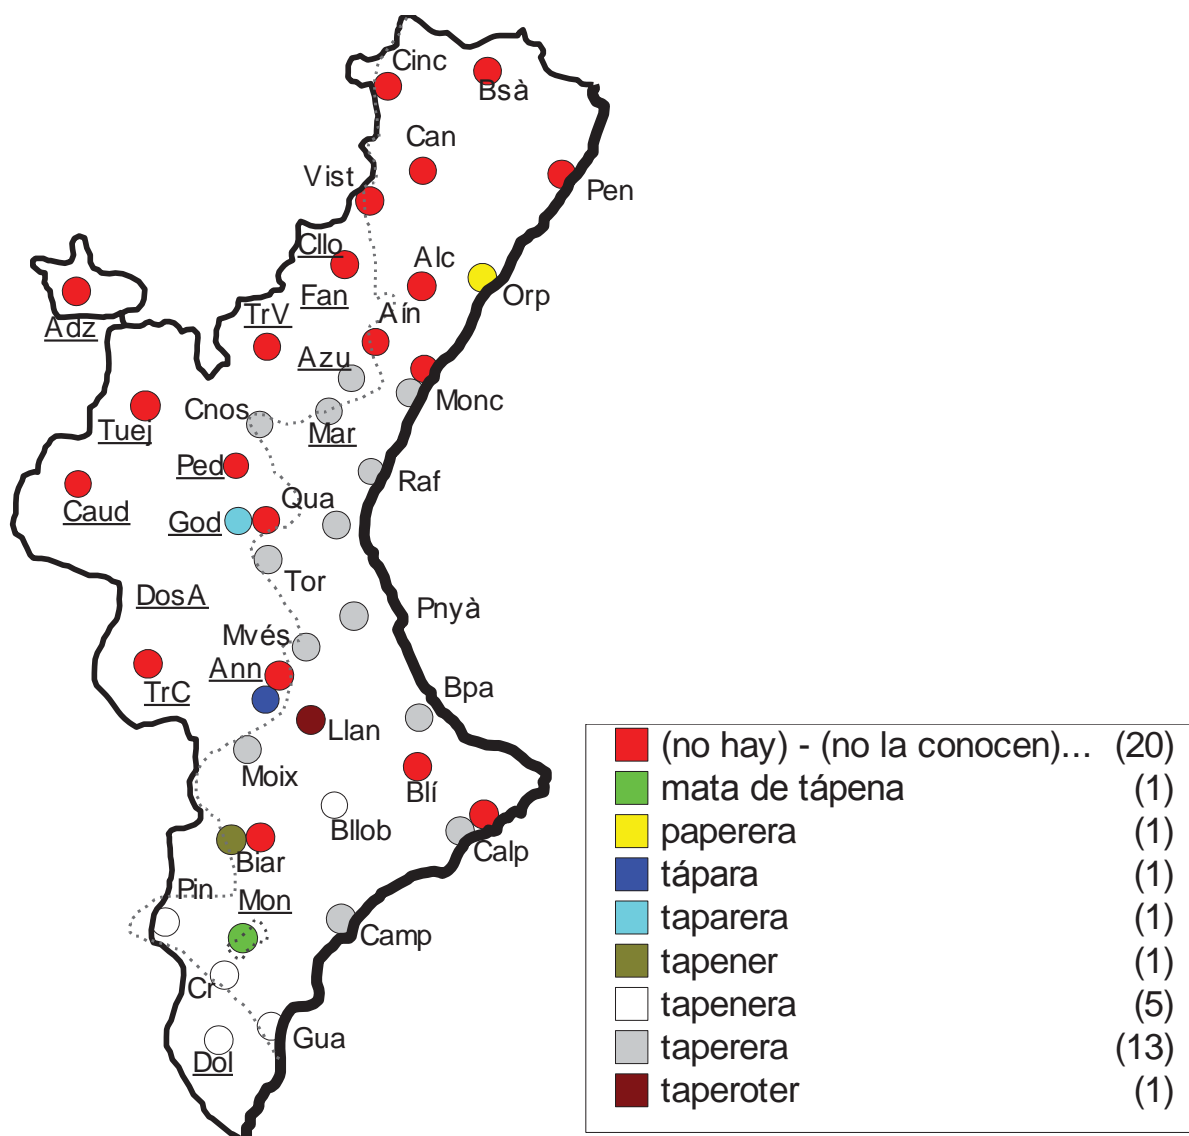 Cinc
Bsà
Can
Vist
Pen
Cllo
Alc
Fan
Orp
Adz
TrV
Aín
Azu
Monc
Cnos
Mar
Tuej
Ped
Raf
Caud
Qua
God
Tor
DosA
Pnyà
Mvés
Ann
TrC
Bpa
Llan
Moix
Blí
Bllob
Calp
Biar
Pin
Mon
Camp
Cr
Gua
Dol
(no hay) - (no la conocen)... (20)
mata de tápena (1)
paperera (1)
tápara (1)
taparera (1)
tapener (1)
tapenera (5)
taperera (13)
taperoter (1)